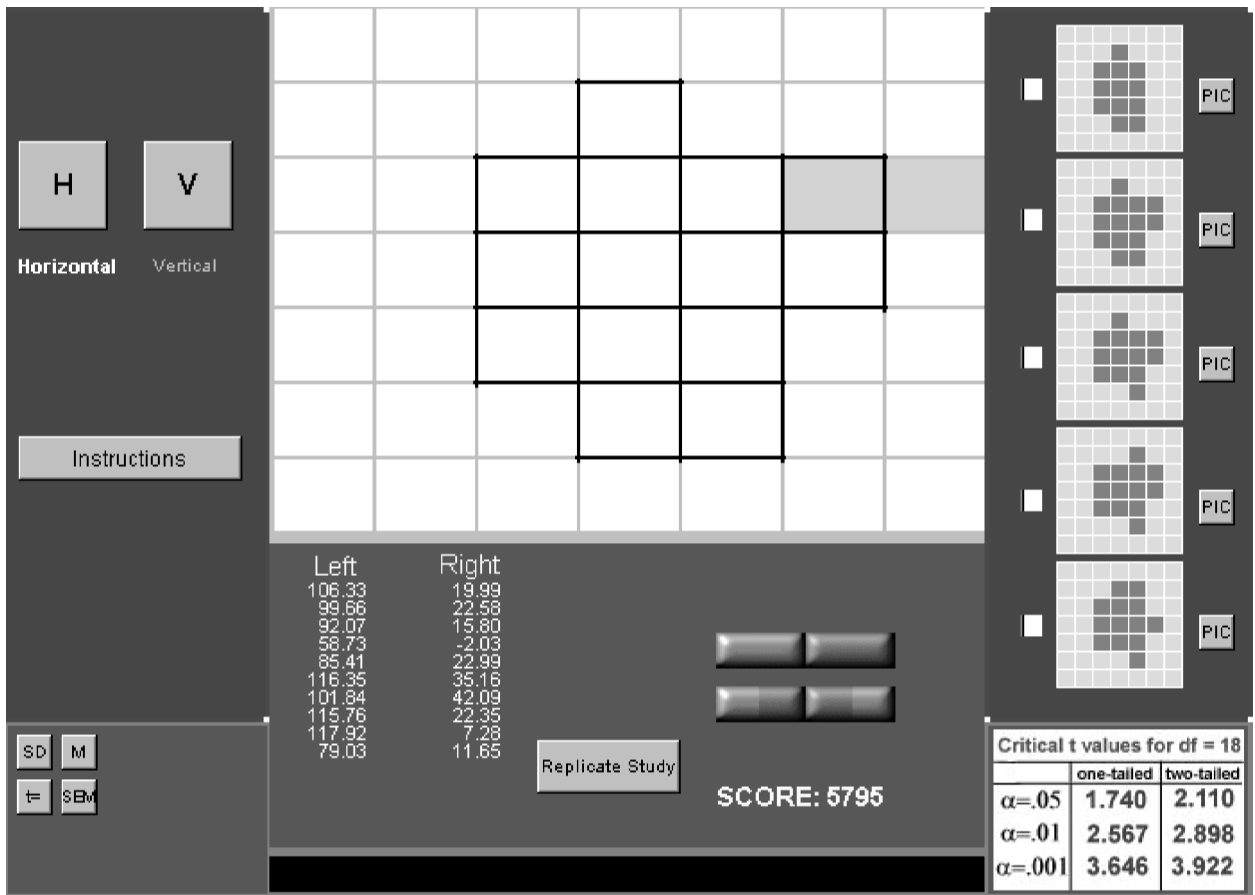 H V
Horizontal Vertical
Instructions
PIC
PIC
PIC
PIC
PIC
Left Right
106.33 19.99
99.66 22.58
92.07 15.80
58.73 -2.03
85.41 22.99
116.35 35.16
101.84 42.09
115.76 22.35
117.92 7.28
79.03 11.65
Replicate Study
SCORE: 5795
SD M
t= SEM
Critical t values for df = 18
one-tailed two-tailed
α=.05 1.740 2.110
α=.01 2.567 2.898
α=.001 3.646 3.922